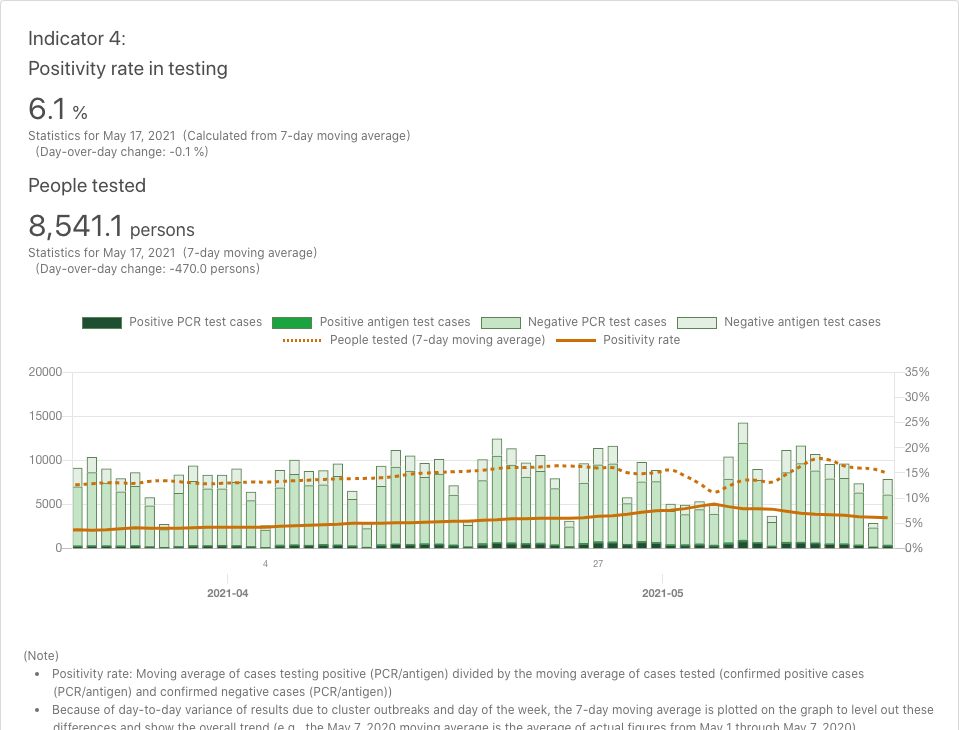 Indicator 4:
Positivity rate in testing
6.1 %
Statistics for May 17, 2021 (Calculated from 7-day moving average)
(Day-over-day change: -0.1 %)
People tested
8,541.1 persons
Statistics for May 17, 2021 (7-day moving average)
(Day-over-day change: -470.0 persons)
Positive PCR test cases Positive antigen test cases Negative PCR test cases Negative antigen test cases
People tested (7-day moving average) Positivity rate
20000 35%
30%
15000 25%
20%
10000 15%
5000 10%
5%
0 0%
4 27
2021-04 2021-05
(Note)
• Positivity rate: Moving average of cases testing positive (PCR/antigen) divided by the moving average of cases tested (confirmed positive cases
(PCR/antigen) and confirmed negative cases (PCR/antigen))
• Because of day-to-day variance of results due to cluster outbreaks and day of the week, the 7-day moving average is plotted on the graph to level out these
differences and show the overall trend (e.g., the May 7, 2020 moving average is the average of actual figures from May 1 through May 7, 2020)